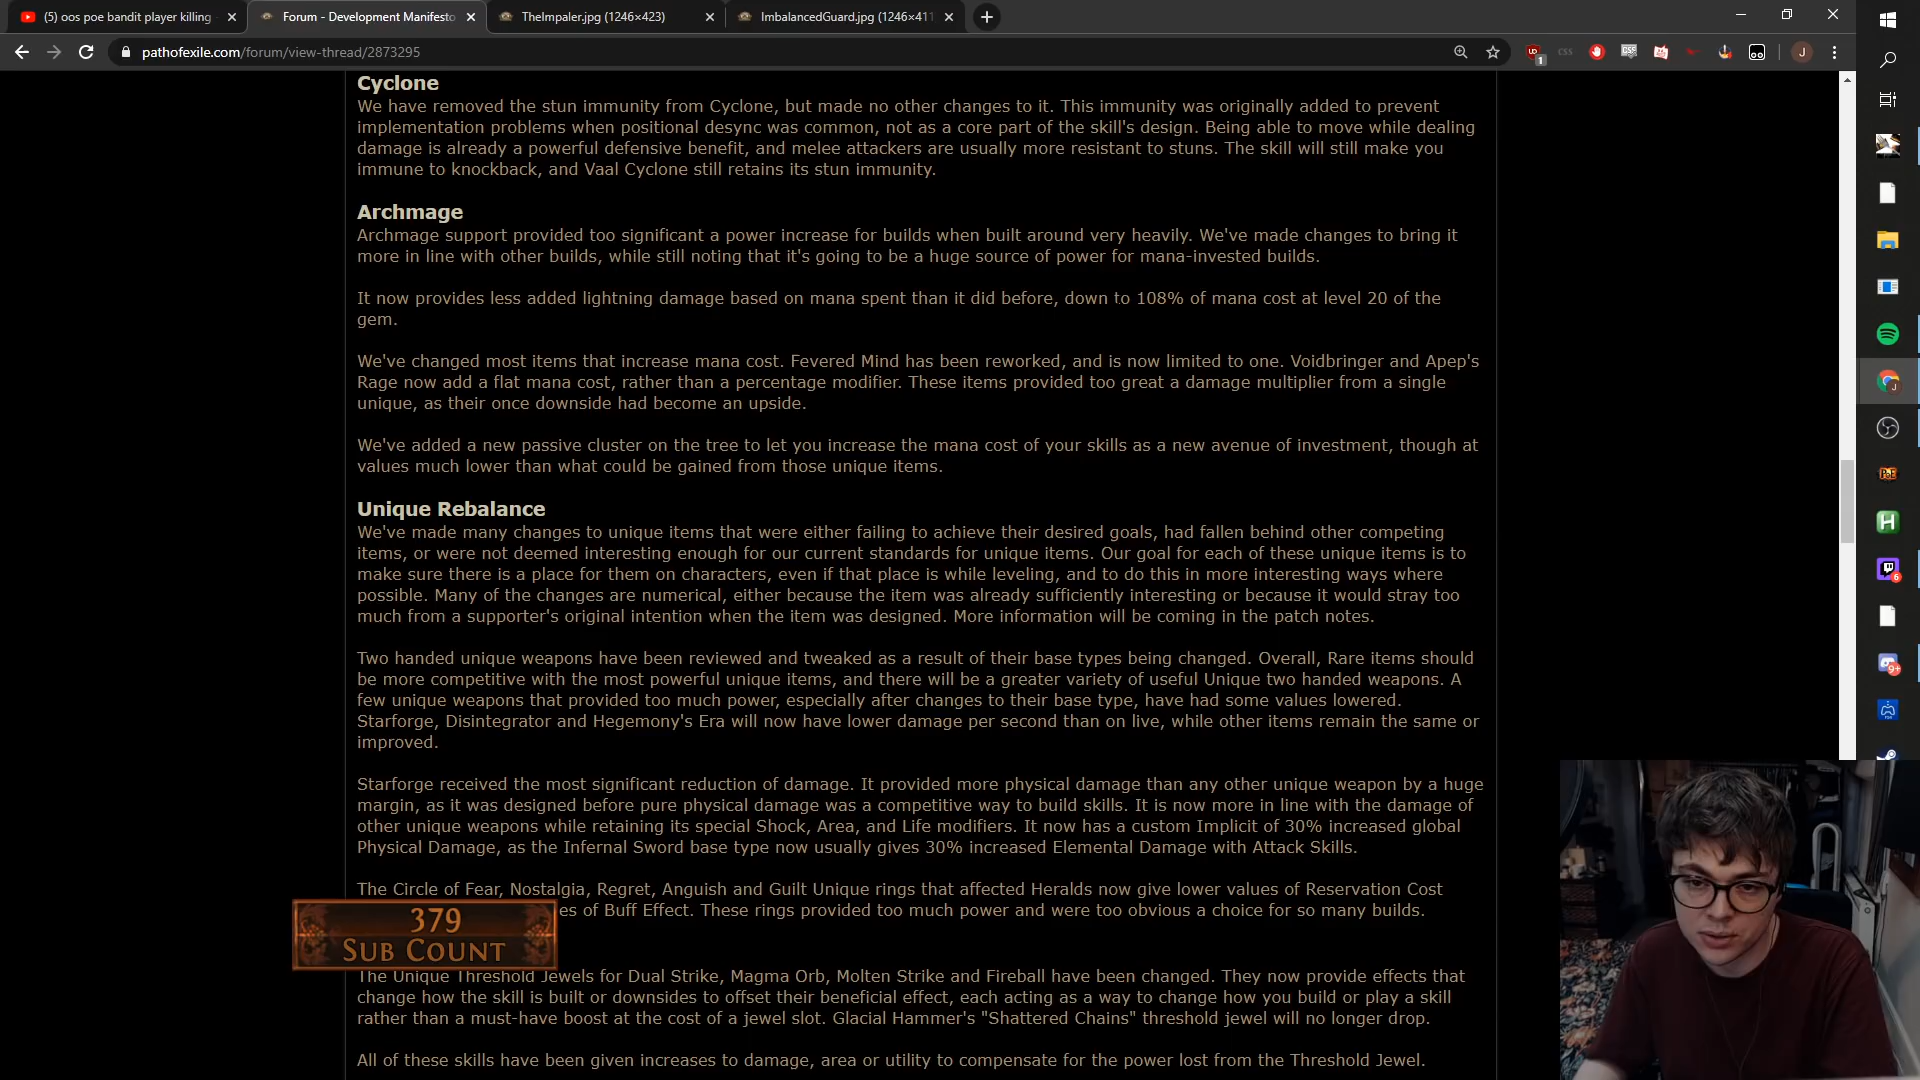 (5) oos poe bandit player killing
Forum - Development Manifesto
TheImpaler.jpg (1246×423)
ImbalancedGuard.jpg (1246×411
pathofexile.com/forum/view-thread/2873295
Cyclone
We have removed the stun immunity from Cyclone, but made no other changes to it. This immunity was originally added to prevent
implementation problems when positional desync was common, not as a core part of the skill's design. Being able to move while dealing
damage is already a powerful defensive benefit, and melee attackers are usually more resistant to stuns. The skill will still make you
immune to knockback, and Vaal Cyclone still retains its stun immunity.
Archmage
Archmage support provided too significant a power increase for builds when built around very heavily. We've made changes to bring it
more in line with other builds, while still noting that it's going to be a huge source of power for mana-invested builds.
It now provides less added lightning damage based on mana spent than it did before, down to 108% of mana cost at level 20 of the
gem.
We've changed most items that increase mana cost. Fevered Mind has been reworked, and is now limited to one. Voidbringer and Apep's
Rage now add a flat mana cost, rather than a percentage modifier. These items provided too great a damage multiplier from a single
unique, as their once downside had become an upside.
We've added a new passive cluster on the tree to let you increase the mana cost of your skills as a new avenue of investment, though at
values much lower than what could be gained from those unique items.
Unique Rebalance
We've made many changes to unique items that were either failing to achieve their desired goals, had fallen behind other competing
items, or were not deemed interesting enough for our current standards for unique items. Our goal for each of these unique items is to
make sure there is a place for them on characters, even if that place is while leveling, and to do this in more interesting ways where
possible. Many of the changes are numerical, either because the item was already sufficiently interesting or because it would stray too
much from a supporter's original intention when the item was designed. More information will be coming in the patch notes.
Two handed unique weapons have been reviewed and tweaked as a result of their base types being changed. Overall, Rare items should
be more competitive with the most powerful unique items, and there will be a greater variety of useful Unique two handed weapons. A
few unique weapons that provided too much power, especially after changes to their base type, have had some values lowered.
Starforge, Disintegrator and Hegemony's Era will now have lower damage per second than on live, while other items remain the same or
improved.
Starforge received the most significant reduction of damage. It provided more physical damage than any other unique weapon by a huge
margin, as it was designed before pure physical damage was a competitive way to build skills. It is now more in line with the damage of
other unique weapons while retaining its special Shock, Area, and Life modifiers. It now has a custom Implicit of 30% increased global
Physical Damage, as the Infernal Sword base type now usually gives 30% increased Elemental Damage with Attack Skills.
The Circle of Fear, Nostalgia, Regret, Anguish and Guilt Unique rings that affected Heralds now give lower values of Reservation Cost
es of Buff Effect. These rings provided too much power and were too obvious a choice for so many builds.
379
SUB COUNT
The Unique Threshold Jewels for Dual Strike, Magma Orb, Molten Strike and Fireball have been changed. They now provide effects that
change how the skill is built or downsides to offset their beneficial effect, each acting as a way to change how you build or play a skill
rather than a must-have boost at the cost of a jewel slot. Glacial Hammer's "Shattered Chains" threshold jewel will no longer drop.
All of these skills have been given increases to damage, area or utility to compensate for the power lost from the Threshold Jewel.